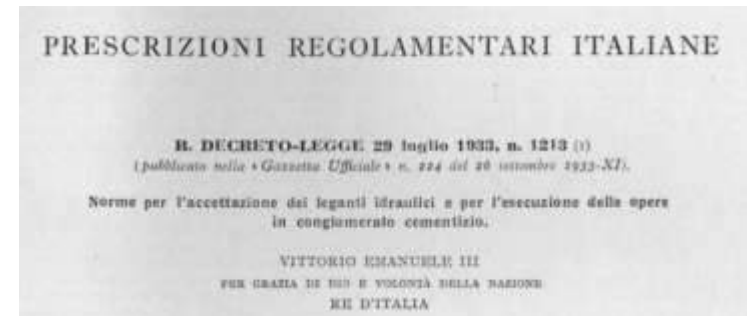 PRESCRIZIONI REGOLAMENTARI ITALIANE
R. DECRETO-LEGGE 29 luglio 1933, n. 1213 (1)
(pubblicato nella « Gazzetta Ufficiale » n. 224 del 26 settembre 1933-XI).
Norme per l'accettazione dei leganti idraulici e per l'esecuzione delle opere
in conglomerato cementizio.
VITTORIO EMANUELE III
PER GRAZIA DI DIO E VOLONTÀ DELLA NAZIONE
RE D'ITALIA